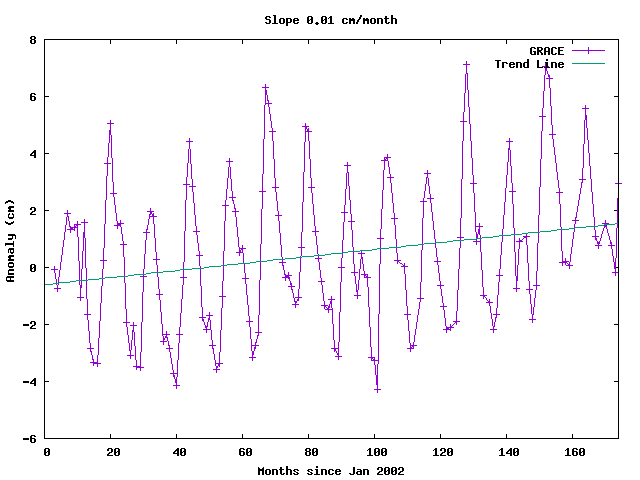 Slope 0.01 cm/month
GRACE
Trend Line
8
6
4
2
0
-2
-4
-6
Anomaly (cm)
0 20 40 60 80 100 120 140 160
Months since Jan 2002